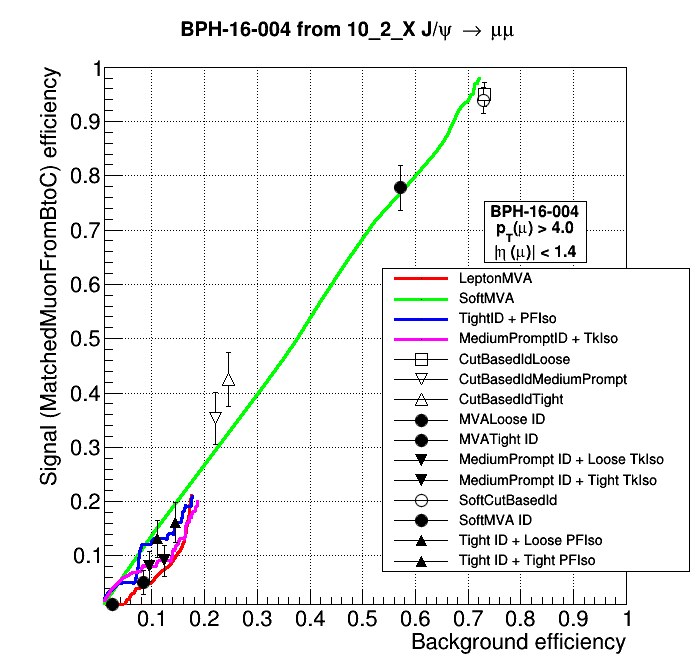 BPH-16-004 from 10_2_X J/ψ → μμ
Signal (MatchedMuonFromBtoC) efficiency
1
0.9
0.8
0.7
0.6
0.5
0.4
0.3
0.2
0.1
BPH-16-004
pT(μ) > 4.0
|η (μ)| < 1.4
LeptonMVA
SoftMVA
TightID + PFIso
MediumPromptID + TkIso
CutBasedIdLoose
CutBasedIdMediumPrompt
CutBasedIdTight
MVALoose ID
MVATight ID
MediumPrompt ID + Loose TkIso
MediumPrompt ID + Tight TkIso
SoftCutBasedId
SoftMVA ID
Tight ID + Loose PFIso
Tight ID + Tight PFIso
0.1 0.2 0.3 0.4 0.5 0.6 0.7 0.8 0.9 1
Background efficiency